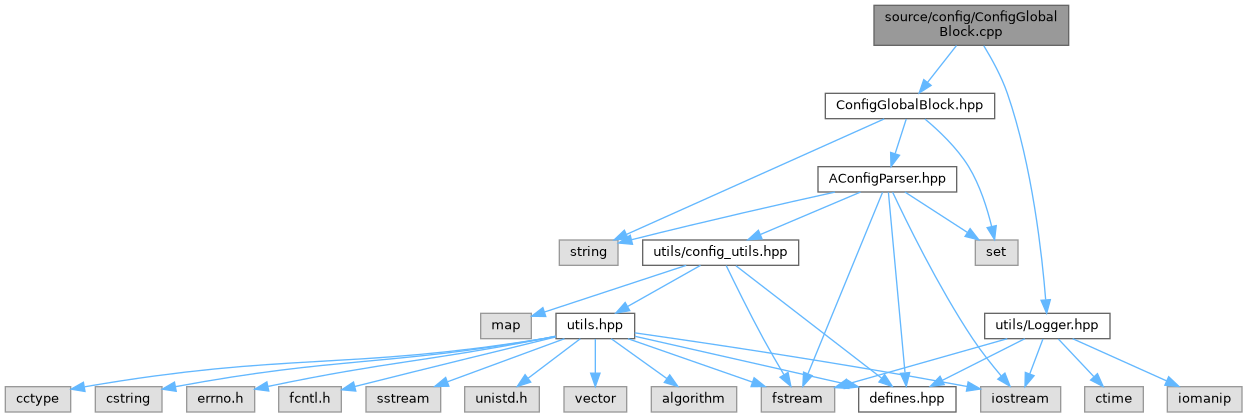 source/config/ConfigGlobal
Block.cpp
ConfigGlobalBlock.hpp
AConfigParser.hpp
string
utils/config_utils.hpp
set
map
utils.hpp
utils/Logger.hpp
cctype
cstring
errno.h
fcntl.h
sstream
unistd.h
vector
algorithm
fstream
defines.hpp
iostream
ctime
iomanip